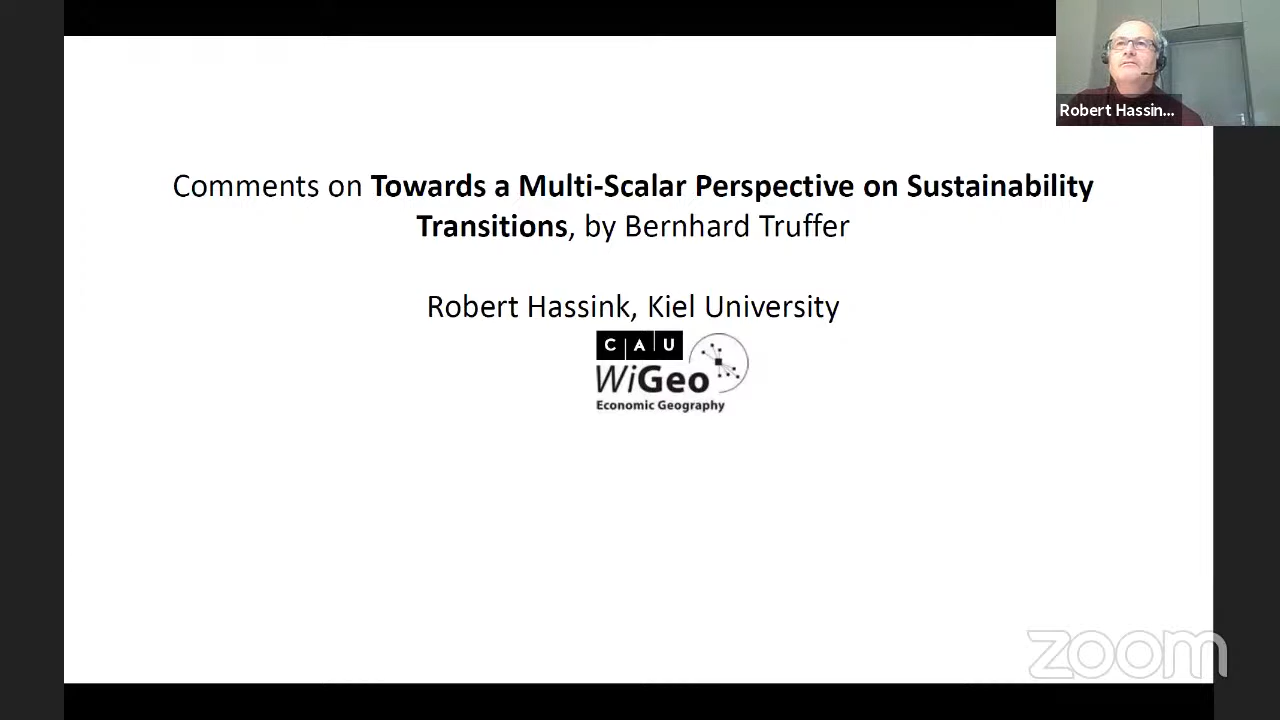 Robert Hassin...
Comments on Towards a Multi-Scalar Perspective on Sustainability
Transitions, by Bernhard Truffer
Robert Hassink, Kiel University
C A U
WiGeo
Economic Geography
zoom